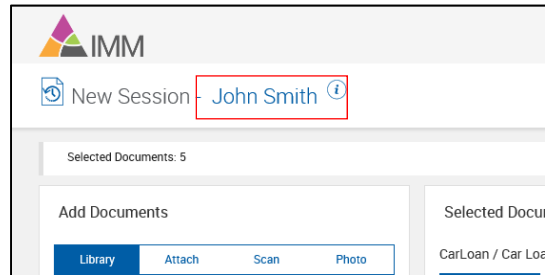 IMM
New Session - John Smith i
Selected Documents: 5
Add Documents
Selected Docu
Library Attach Scan Photo
CarLoan / Car Loa